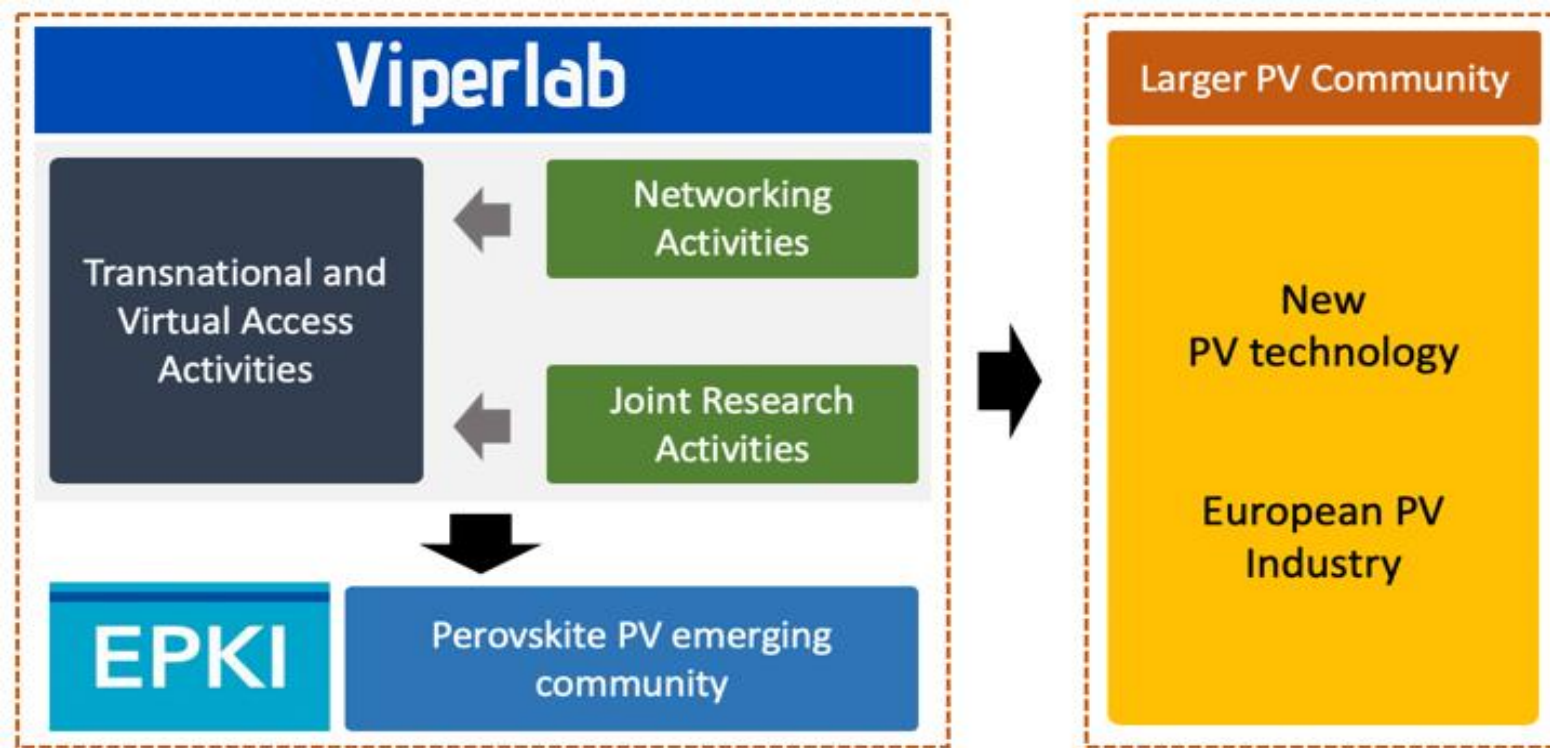 Viperlab
Transnational and
Virtual Access
Activities
Networking
Activities
Joint Research
Activities
EPKI
Perovskite PV emerging
community
Larger PV Community
New
PV technology
European PV
Industry